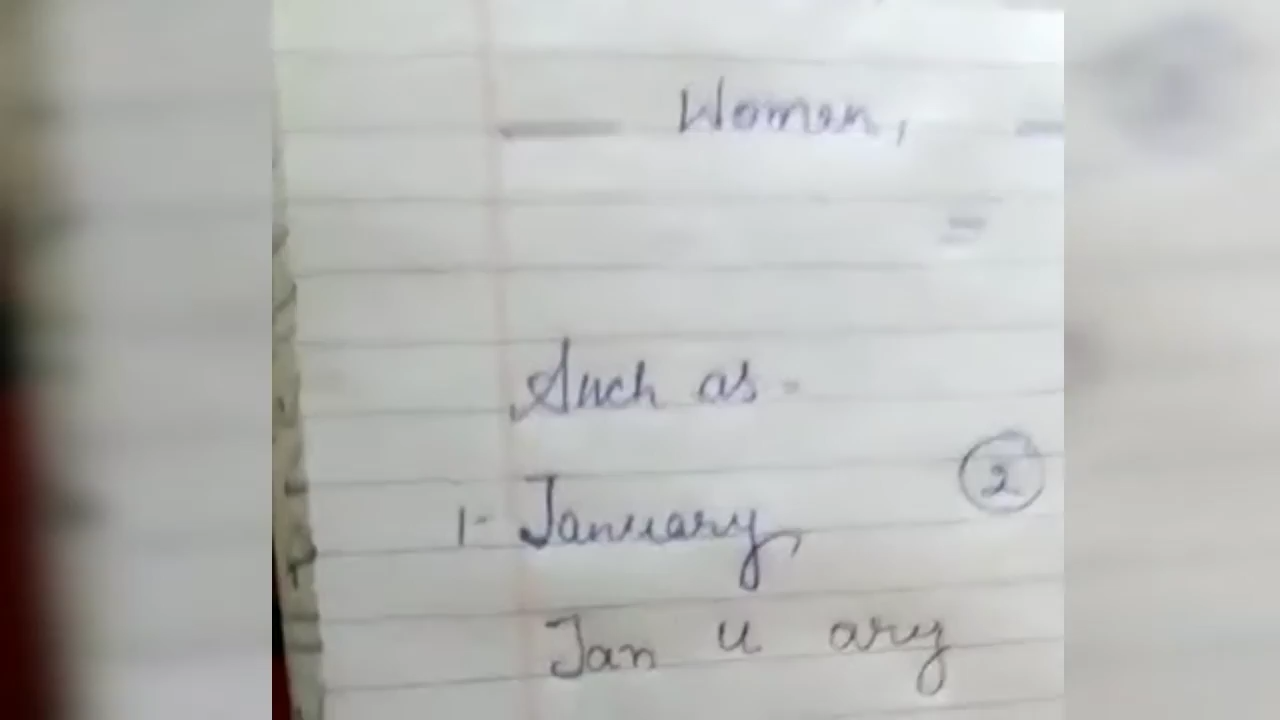 Women,
=
Such as -
2
1- January,
Jan u ary